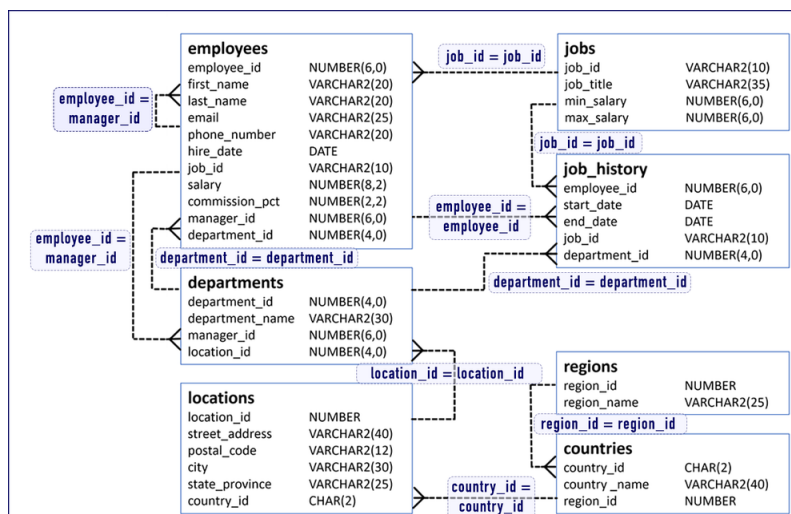 employees
employee_id NUMBER(6,0)
first_name VARCHAR2(20)
last_name VARCHAR2(20)
email VARCHAR2(25)
phone_number VARCHAR2(20)
hire_date DATE
job_id VARCHAR2(10)
salary NUMBER(8,2)
commission_pct NUMBER(2,2)
manager_id NUMBER(6,0)
department_id NUMBER(4,0)
employee_id =
manager_id
employee_id =
manager_id
department_id = department_id
departments
department_id NUMBER(4,0)
department_name VARCHAR2(30)
manager_id NUMBER(6,0)
location_id NUMBER(4,0)
location_id = location_id
locations
location_id NUMBER
street_address VARCHAR2(40)
postal_code VARCHAR2(12)
city VARCHAR2(30)
state_province VARCHAR2(25)
country_id CHAR(2)
job_id = job_id
jobs
job_id VARCHAR2(10)
job_title VARCHAR2(35)
min_salary NUMBER(6,0)
max_salary NUMBER(6,0)
job_id = job_id
job_history
employee_id NUMBER(6,0)
start_date DATE
end_date DATE
job_id VARCHAR2(10)
department_id NUMBER(4,0)
employee_id =
employee_id
department_id = department_id
regions
region_id NUMBER
region_name VARCHAR2(25)
region_id = region_id
countries
country_id CHAR(2)
country_name VARCHAR2(40)
region_id NUMBER
country_id =
country_id